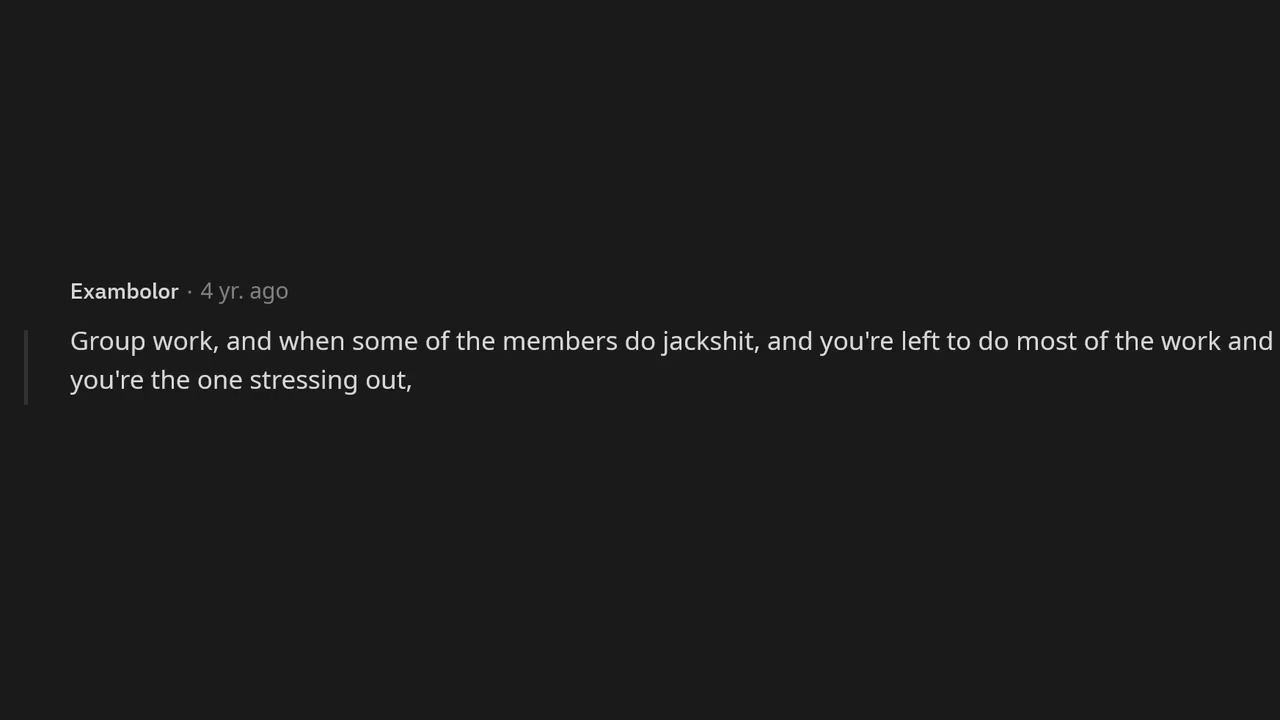 Exambolor · 4 yr. ago
Group work, and when some of the members do jackshit, and you're left to do most of the work and
you're the one stressing out,